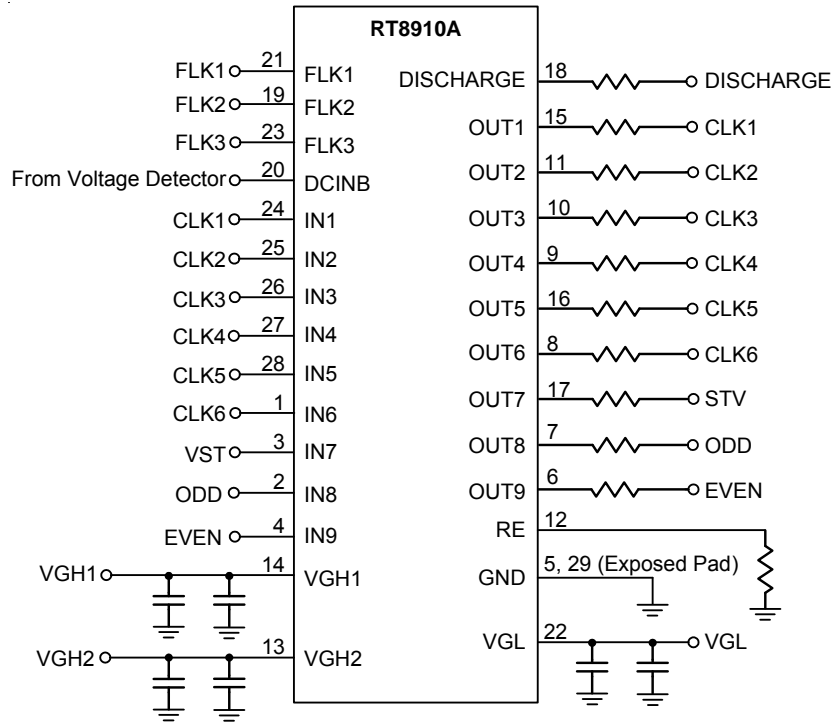 RT8910A
FLK1 21 FLK1
FLK2 19 FLK2
FLK3 23 FLK3
From Voltage Detector 20 DCINB
CLK1 24 IN1
CLK2 25 IN2
CLK3 26 IN3
CLK4 27 IN4
CLK5 28 IN5
CLK6 1 IN6
VST 3 IN7
ODD 2 IN8
EVEN 4 IN9
VGH1 14 VGH1
VGH2 13 VGH2
DISCHARGE 18 DISCHARGE
OUT1 15 CLK1
OUT2 11 CLK2
OUT3 10 CLK3
OUT4 9 CLK4
OUT5 16 CLK5
OUT6 8 CLK6
OUT7 17 STV
OUT8 7 ODD
OUT9 6 EVEN
RE 12
GND 5, 29 (Exposed Pad)
VGL 22 VGL